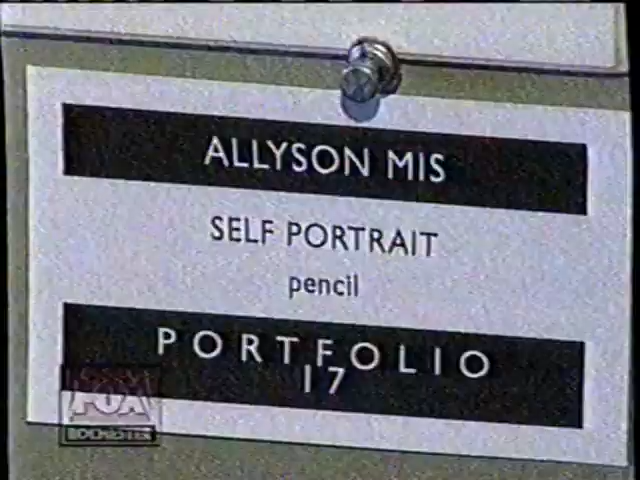 ALLYSON MIS
SELF PORTRAIT
pencil
PORTFOLIO
17
FOX
ROCHESTER